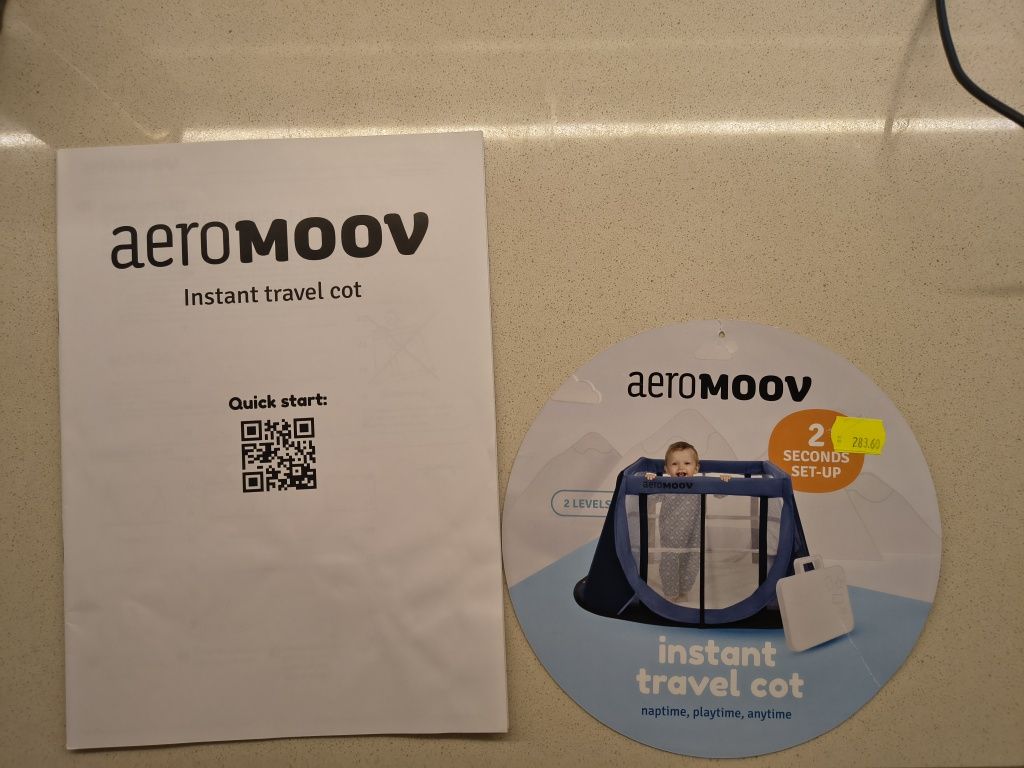 aeroMOOV
Instant travel cot
Quick start:
aeroMOOV
2
SECONDS
SET-UP
283.60
2 LEVELS
aeroMOOV
instant
travel cot
naptime, playtime, anytime